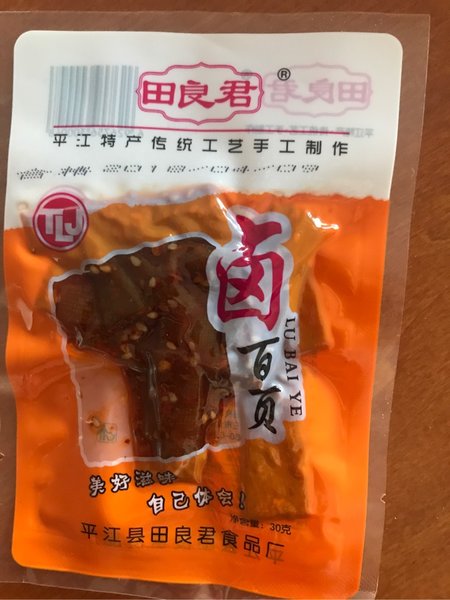 田良君®
平江特产传统工艺手工制作
TLJ
卤百页
LU BAI YE
美好滋味
自己体会!
净含量: 30克
平江县田良君食品厂